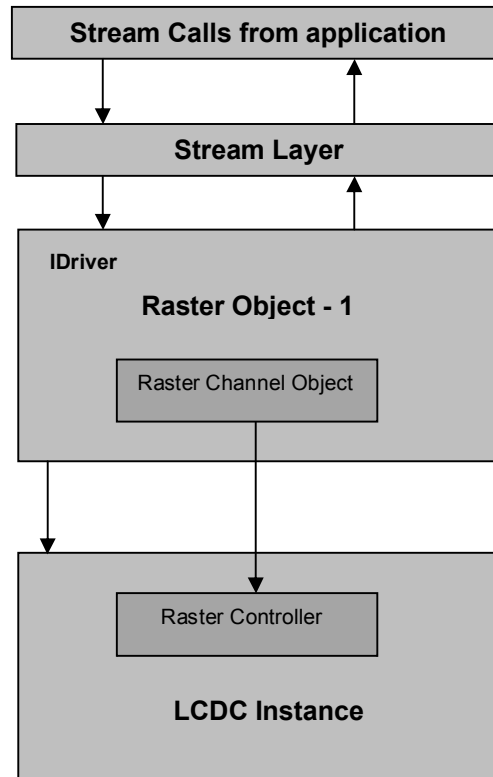 Stream Calls from application
Stream Layer
IDriver
Raster Object - 1
Raster Channel Object
Raster Controller
LCDC Instance